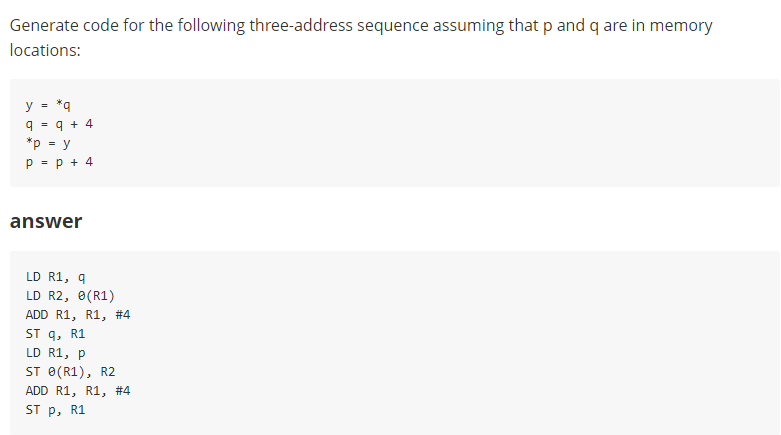 Generate code for the following three-address sequence assuming that p and q are in memory
locations:
y = *q
q = q + 4
*p = y
p = p + 4
answer
LD R1, q
LD R2, 0(R1)
ADD R1, R1, #4
ST q, R1
LD R1, p
ST 0(R1), R2
ADD R1, R1, #4
ST p, R1